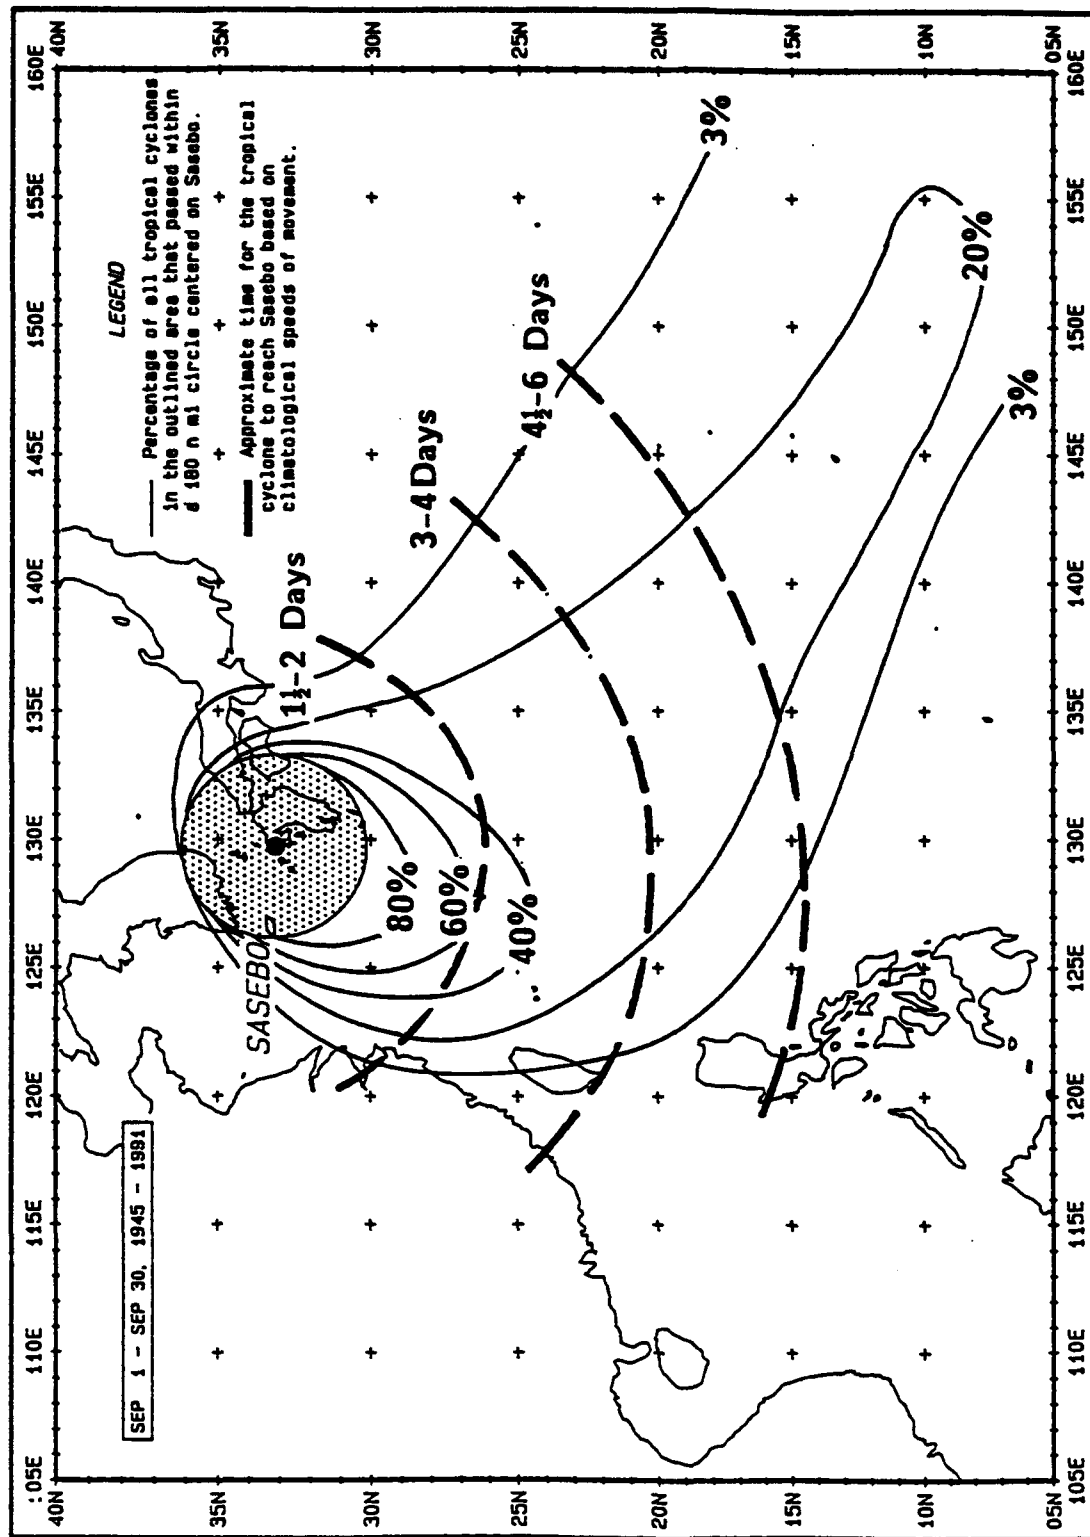 105E 110E 115E 120E 125E 130E 135E 140E 145E 150E 155E 160E
40N
40N
SEP 1 - SEP 30, 1945 - 1991
LEGEND
Percentage of all tropical cyclones
in the outlined area that passed within
a 180 n mi circle centered on Sasebo.
Approximate time for the tropical
cyclone to reach Sasebo based on
climatological speeds of movement.
35N
35N
SASEBO
1½-2 Days
30N
30N
80%
60%
3-4 Days
40%
4½-6 Days
25N
25N
3%
20N
20N
15N
15N
10N
10N
20%
3%
05N
05N
105E 110E 115E 120E 125E 130E 135E 140E 145E 150E 155E 160E